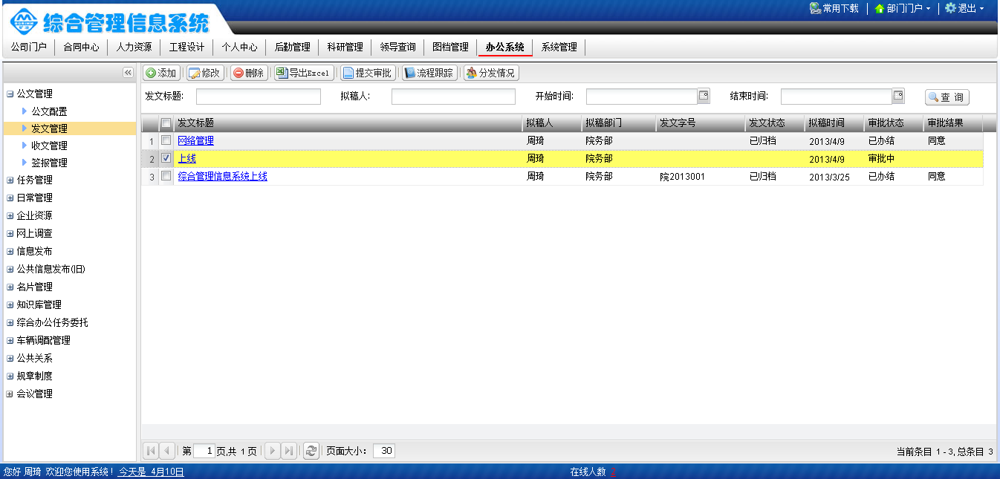 常用下载 部门门户 退出
综合管理信息系统
公司门户 合同中心 人力资源 工程设计 个人中心 后勤管理 科研管理 领导查询 图档管理 办公系统 系统管理
添加 修改 删除 导出Excel 提交审批 流程跟踪 分发情况
发文标题: 拟稿人: 开始时间: 结束时间: 查 询
公文管理
公文配置
发文管理
收文管理
签报管理
任务管理
日常管理
企业资源
网上调查
信息发布
公共信息发布(旧)
名片管理
知识库管理
综合办公任务委托
车辆调配管理
公共关系
规章制度
会议管理
发文标题 拟稿人 拟稿部门 发文字号 发文状态 拟稿时间 审批状态 审批结果
1 网络管理 周琦 院务部 已归档 2013/4/9 已办结 同意
2 上线 周琦 院务部 2013/4/9 审批中
3 综合管理信息系统上线 周琦 院务部 院2013001 已归档 2013/3/25 已办结 同意
第 1 页,共 1 页 页面大小: 30 当前条目 1 - 3, 总条目 3
您好 周琦 欢迎您使用系统! 今天是 4月10日 在线人数 2